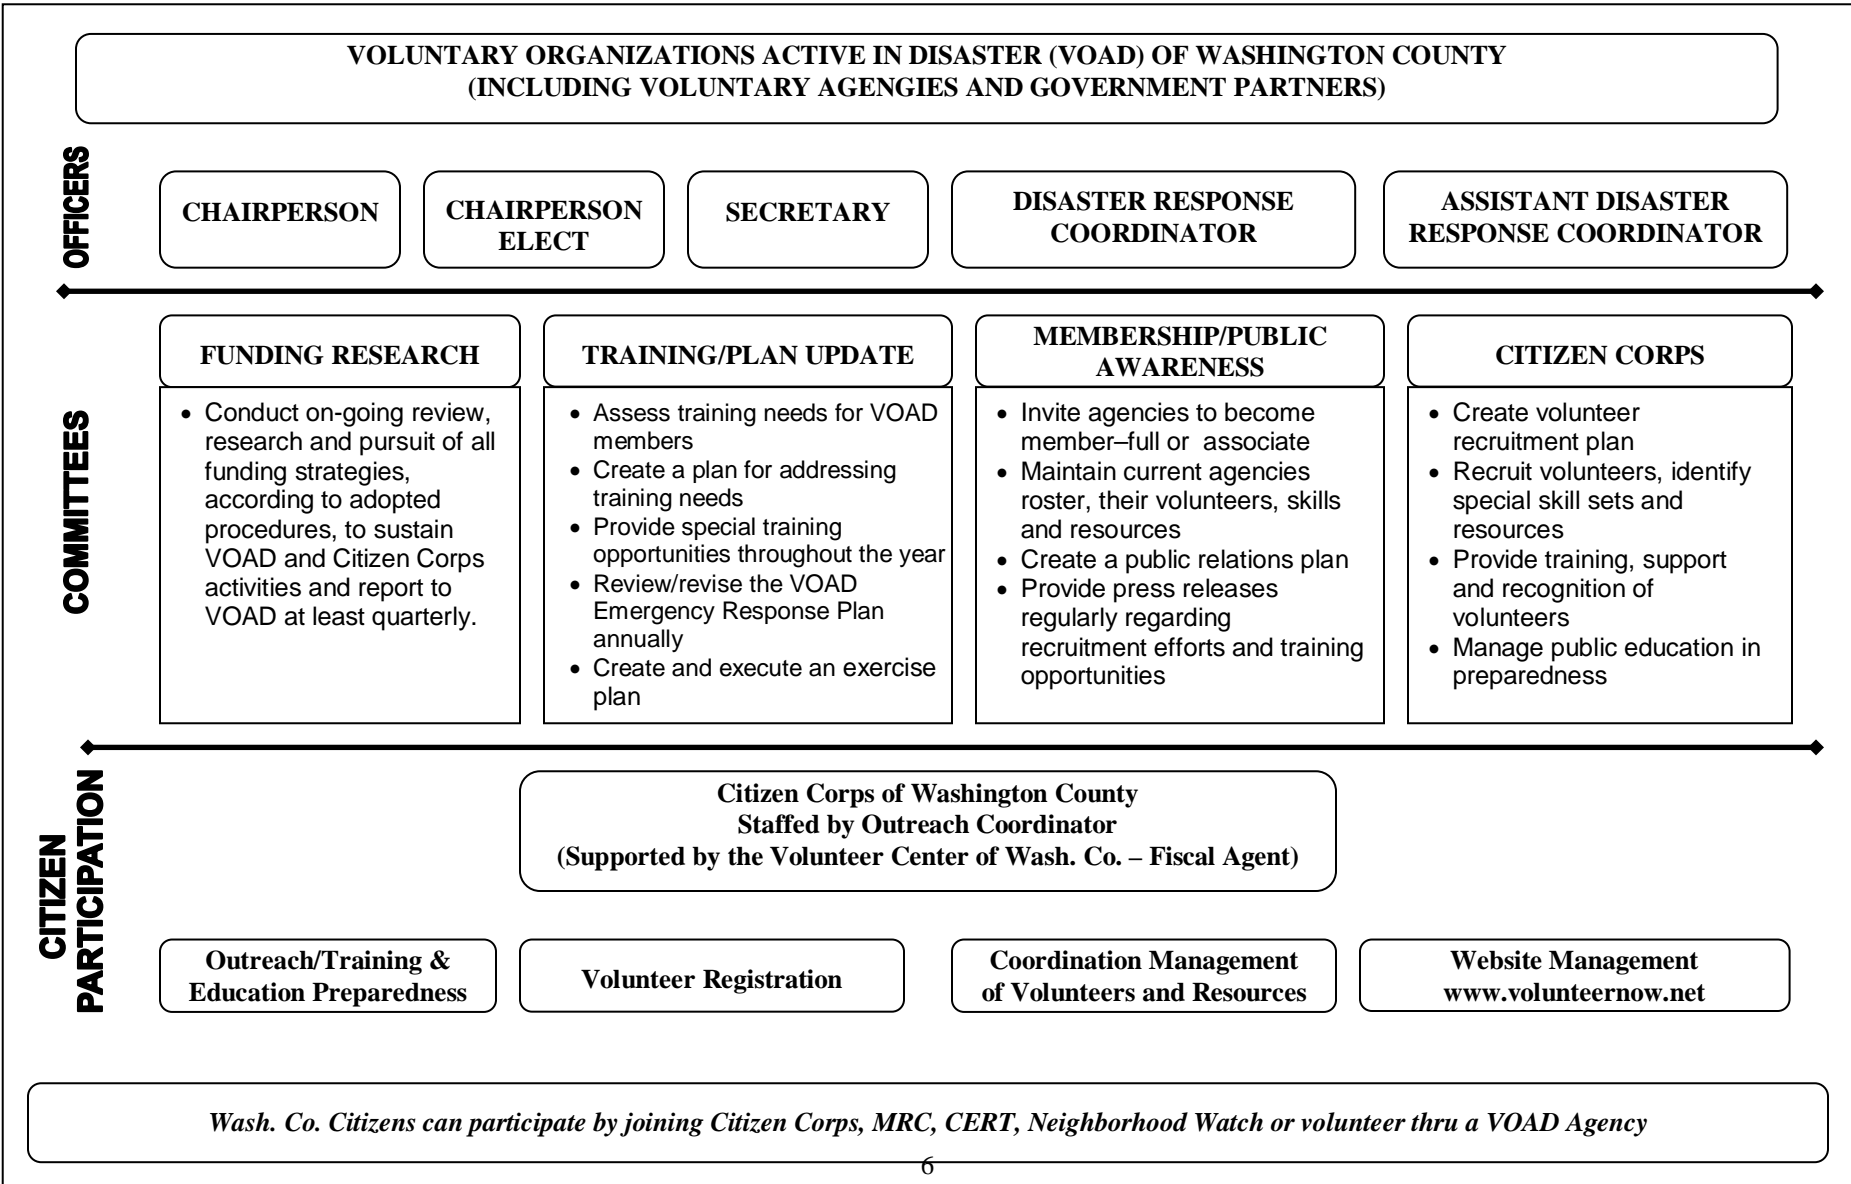 VOLUNTARY ORGANIZATIONS ACTIVE IN DISASTER (VOAD) OF WASHINGTON COUNTY
(INCLUDING VOLUNTARY AGENGIES AND GOVERNMENT PARTNERS)
OFFICERS
CHAIRPERSON
CHAIRPERSON
ELECT
SECRETARY
DISASTER RESPONSE
COORDINATOR
ASSISTANT DISASTER
RESPONSE COORDINATOR
COMMITTEES
FUNDING RESEARCH
• Conduct on-going review,
research and pursuit of all
funding strategies,
according to adopted
procedures, to sustain
VOAD and Citizen Corps
activities and report to
VOAD at least quarterly.
TRAINING/PLAN UPDATE
• Assess training needs for VOAD
members
• Create a plan for addressing
training needs
• Provide special training
opportunities throughout the year
• Review/revise the VOAD
Emergency Response Plan
annually
• Create and execute an exercise
plan
MEMBERSHIP/PUBLIC
AWARENESS
• Invite agencies to become
member–full or associate
• Maintain current agencies
roster, their volunteers, skills
and resources
• Create a public relations plan
• Provide press releases
regularly regarding
recruitment efforts and training
opportunities
CITIZEN CORPS
• Create volunteer
recruitment plan
• Recruit volunteers, identify
special skill sets and
resources
• Provide training, support
and recognition of
volunteers
• Manage public education in
preparedness
CITIZEN
PARTICIPATION
Citizen Corps of Washington County
Staffed by Outreach Coordinator
(Supported by the Volunteer Center of Wash. Co. – Fiscal Agent)
Outreach/Training &
Education Preparedness
Volunteer Registration
Coordination Management
of Volunteers and Resources
Website Management
www.volunteernow.net
Wash. Co. Citizens can participate by joining Citizen Corps, MRC, CERT, Neighborhood Watch or volunteer thru a VOAD Agency
6